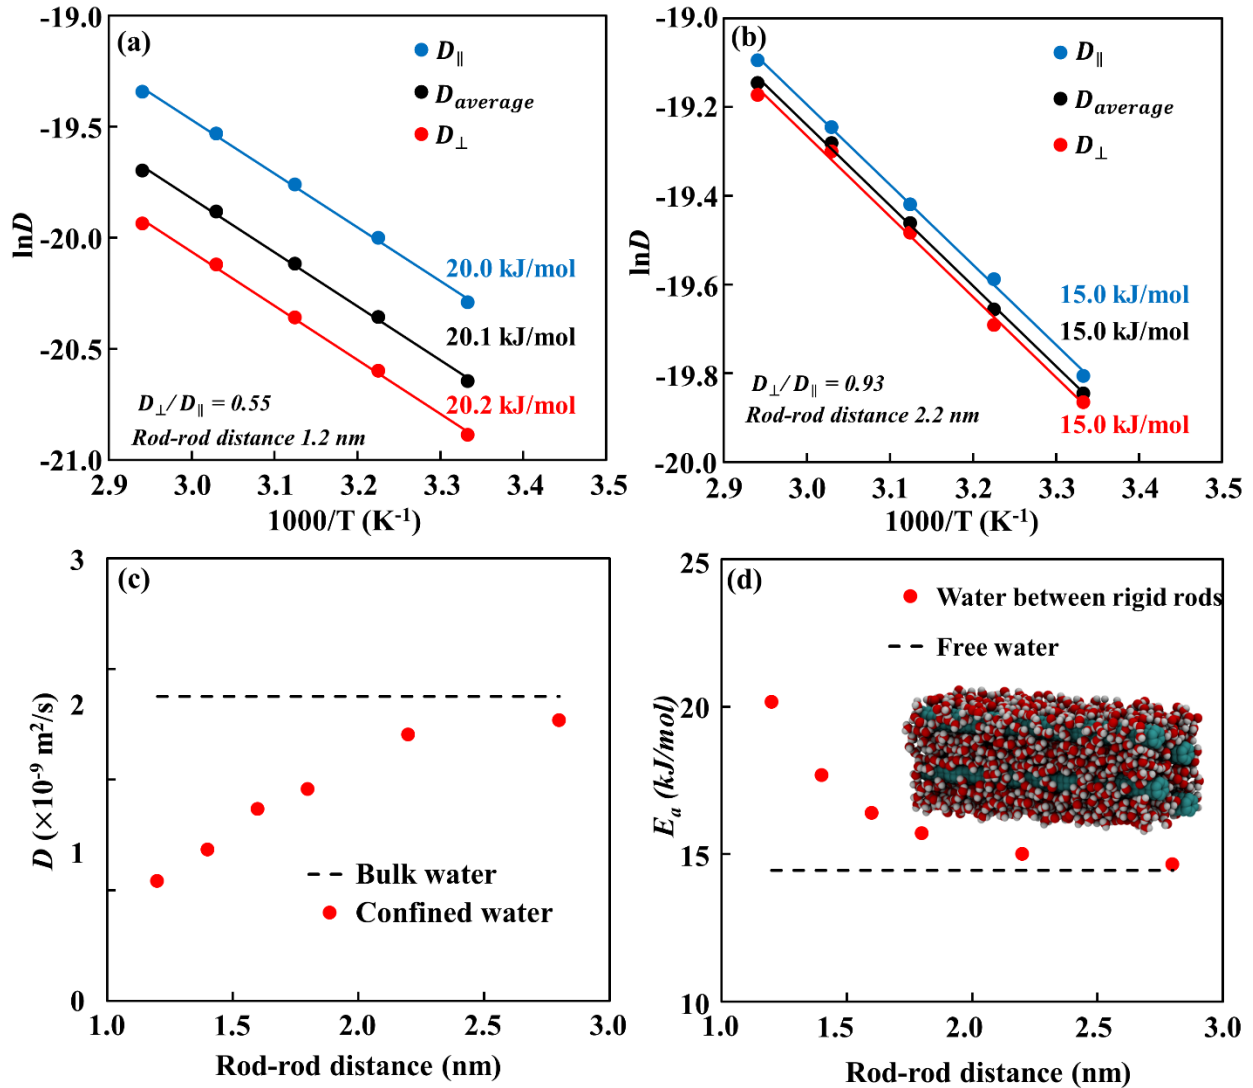 (a)
D∥
D_average
D⊥
-19.0
-19.5
-20.0
-20.5
-21.0
lnD
20.0 kJ/mol
20.1 kJ/mol
20.2 kJ/mol
D⊥/D∥ = 0.55
Rod-rod distance 1.2 nm
2.9 3.0 3.1 3.2 3.3 3.4 3.5
1000/T (K⁻¹)
(b)
D∥
D_average
D⊥
-19.0
-19.2
-19.4
-19.6
-19.8
-20.0
lnD
15.0 kJ/mol
15.0 kJ/mol
15.0 kJ/mol
D⊥/D∥ = 0.93
Rod-rod distance 2.2 nm
2.9 3.0 3.1 3.2 3.3 3.4 3.5
1000/T (K⁻¹)
(c)
3
2
1
0
D (×10⁻⁹ m²/s)
Bulk water
Confined water
1.0 1.5 2.0 2.5 3.0
Rod-rod distance (nm)
(d)
Water between rigid rods
Free water
25
20
15
10
E_a (kJ/mol)
1.0 1.5 2.0 2.5 3.0
Rod-rod distance (nm)